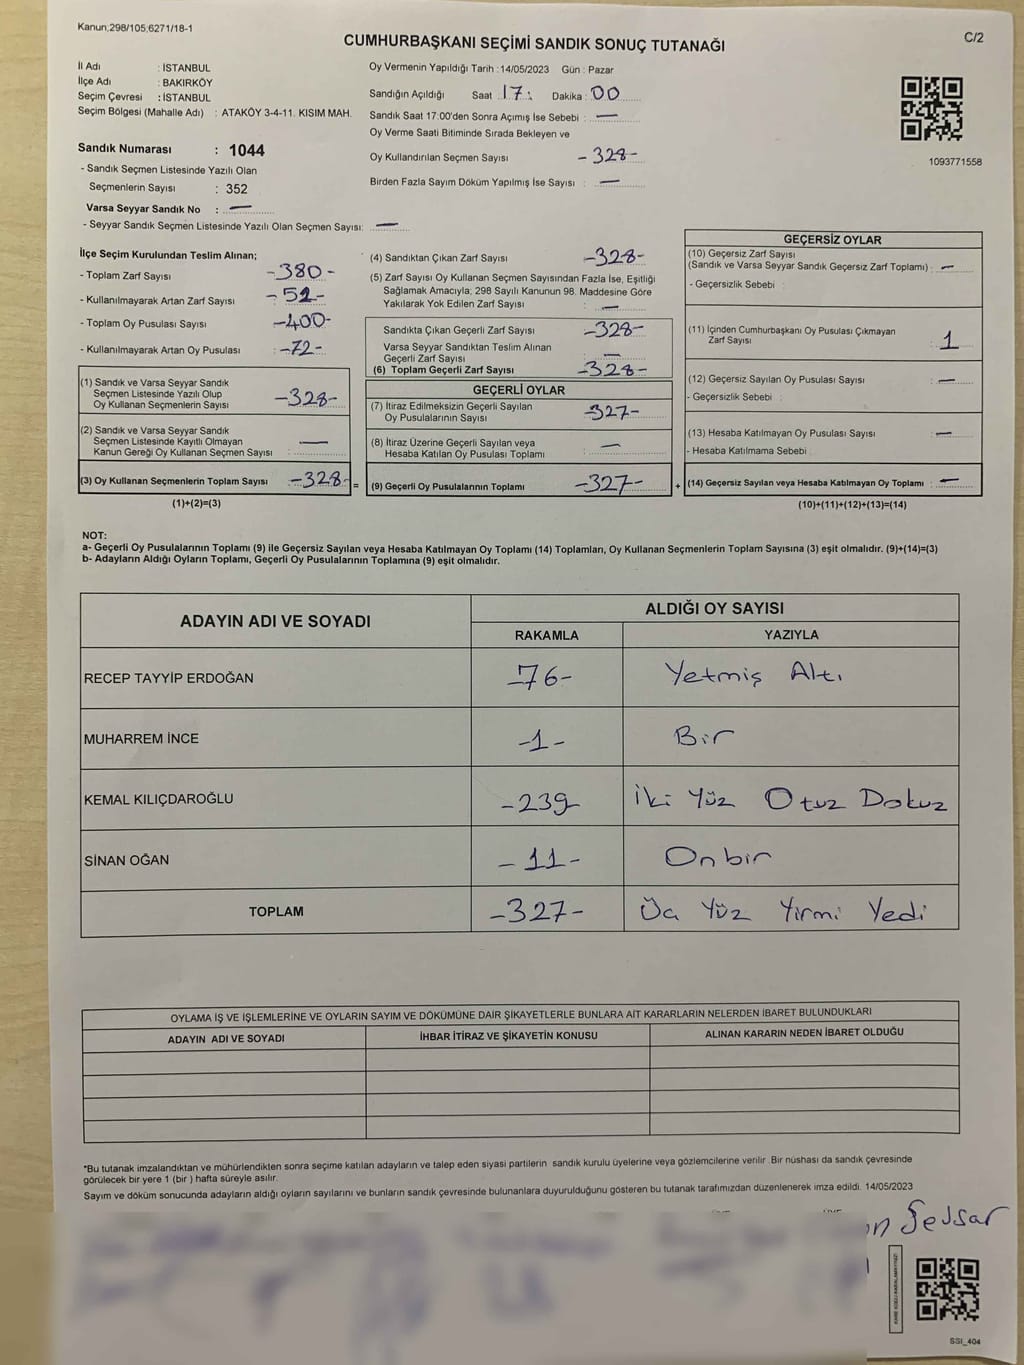 Kanun;298/105;6271/18-1
C/2
CUMHURBAŞKANI SEÇİMİ SANDIK SONUÇ TUTANAĞI
İl Adı : İSTANBUL
İlçe Adı : BAKIRKÖY
Seçim Çevresi : İSTANBUL
Seçim Bölgesi (Mahalle Adı) : ATAKÖY 3-4-11. KISIM MAH.
Sandık Numarası : 1044
- Sandık Seçmen Listesinde Yazılı Olan
Seçmenlerin Sayısı : 352
Varsa Seyyar Sandık No : —
- Seyyar Sandık Seçmen Listesinde Yazılı Olan Seçmen Sayısı: —
Oy Vermenin Yapıldığı Tarih : 14/05/2023 Gün : Pazar
Sandığın Açıldığı Saat : 17: Dakika : 00
Sandık Saat 17:00'den Sonra Açımış İse Sebebi : —
Oy Verme Saati Bitiminde Sırada Bekleyen ve
Oy Kullandırılan Seçmen Sayısı -328-
Birden Fazla Sayım Döküm Yapılmış İse Sayısı : —
1093771558
İlçe Seçim Kurulundan Teslim Alınan;
- Toplam Zarf Sayısı -380-
- Kullanılmayarak Artan Zarf Sayısı -52-
- Toplam Oy Pusulası Sayısı -400-
- Kullanılmayarak Artan Oy Pusulası : -72-
(1) Sandık ve Varsa Seyyar Sandık
Seçmen Listesinde Yazılı Olup
Oy Kullanan Seçmenlerin Sayısı -328-
(2) Sandık ve Varsa Seyyar Sandık
Seçmen Listesinde Kayıtlı Olmayan
Kanun Gereği Oy Kullanan Seçmen Sayısı : —
(3) Oy Kullanan Seçmenlerin Toplam Sayısı -328- =
(1)+(2)=(3)
(4) Sandıktan Çıkan Zarf Sayısı -328-
(5) Zarf Sayısı Oy Kullanan Seçmen Sayısından Fazla İse, Eşitliği
Sağlamak Amacıyla; 298 Sayılı Kanunun 98. Maddesine Göre
Yakılarak Yok Edilen Zarf Sayısı : —
Sandıkta Çıkan Geçerli Zarf Sayısı -328-
Varsa Seyyar Sandıktan Teslim Alınan
Geçerli Zarf Sayısı : —
(6) Toplam Geçerli Zarf Sayısı -328-
GEÇERLİ OYLAR
(7) İtiraz Edilmeksizin Geçerli Sayılan
Oy Pusulalarının Sayısı -327-
(8) İtiraz Üzerine Geçerli Sayılan veya
Hesaba Katılan Oy Pusulası Toplamı : —
(9) Geçerli Oy Pusulalarının Toplamı -327- +
GEÇERSİZ OYLAR
(10) Geçersiz Zarf Sayısı
(Sandık ve Varsa Seyyar Sandık Geçersiz Zarf Toplamı) : —
- Geçersizlik Sebebi :
(11) İçinden Cumhurbaşkanı Oy Pusulası Çıkmayan
Zarf Sayısı : 1
(12) Geçersiz Sayılan Oy Pusulası Sayısı : —
- Geçersizlik Sebebi :
(13) Hesaba Katılmayan Oy Pusulası Sayısı : —
- Hesaba Katılmama Sebebi :
(14) Geçersiz Sayılan veya Hesaba Katılmayan Oy Toplamı : —
(10)+(11)+(12)+(13)=(14)
NOT:
a- Geçerli Oy Pusulalarının Toplamı (9) ile Geçersiz Sayılan veya Hesaba Katılmayan Oy Toplamı (14) Toplamları, Oy Kullanan Seçmenlerin Toplam Sayısına (3) eşit olmalıdır. (9)+(14)=(3)
b- Adayların Aldığı Oyların Toplamı, Geçerli Oy Pusulalarının Toplamına (9) eşit olmalıdır.
ADAYIN ADI VE SOYADI ALDIĞI OY SAYISI
RAKAMLA YAZIYLA
RECEP TAYYİP ERDOĞAN -76- Yetmiş Altı
MUHARREM İNCE -1- Bir
KEMAL KILIÇDAROĞLU -239 İki Yüz Otuz Dokuz
SİNAN OĞAN -11- Onbir
TOPLAM -327- Üç Yüz Yirmi Yedi
OYLAMA İŞ VE İŞLEMLERİNE VE OYLARIN SAYIM VE DÖKÜMÜNE DAİR ŞİKAYETLERLE BUNLARA AİT KARARLARIN NELERDEN İBARET BULUNDUKLARI
ADAYIN ADI VE SOYADI İHBAR İTİRAZ VE ŞİKAYETİN KONUSU ALINAN KARARIN NEDEN İBARET OLDUĞU
*Bu tutanak imzalandıktan ve mühürlendikten sonra seçime katılan adayların ve talep eden siyasi partilerin sandık kurulu üyelerine veya gözlemcilerine verilir. Bir nüshası da sandık çevresinde
görülecek bir yere 1 (bir ) hafta süreyle asılır.
Sayım ve döküm sonucunda adayların aldığı oyların sayılarını ve bunların sandık çevresinde bulunanlara duyurulduğunu gösteren bu tutanak tarafımızdan düzenlenerek imza edildi. 14/05/2023
SSI_404